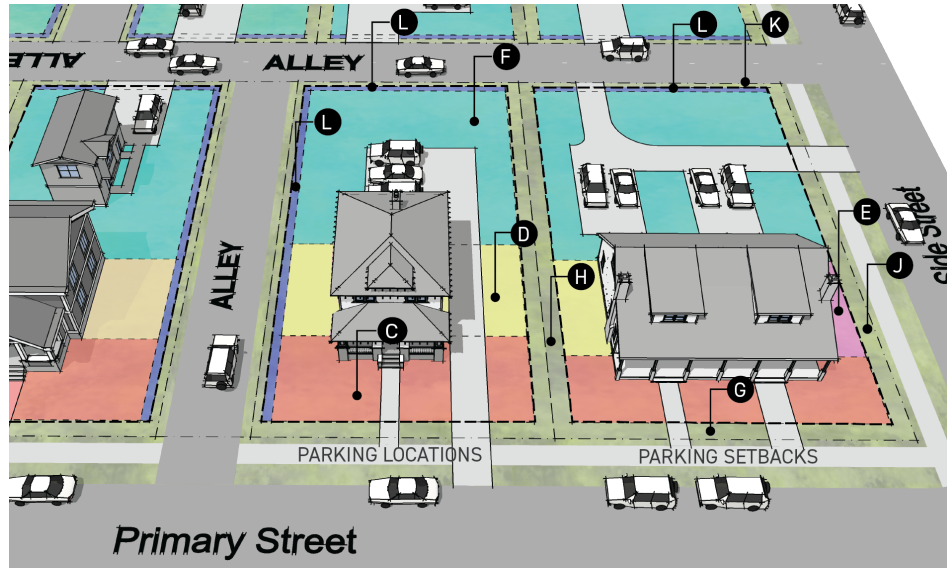 L
L
K
ALLEY
ALLEY
F
L
E
Side Street
D
J
H
ALLEY
C
G
PARKING LOCATIONS
PARKING SETBACKS
Primary Street